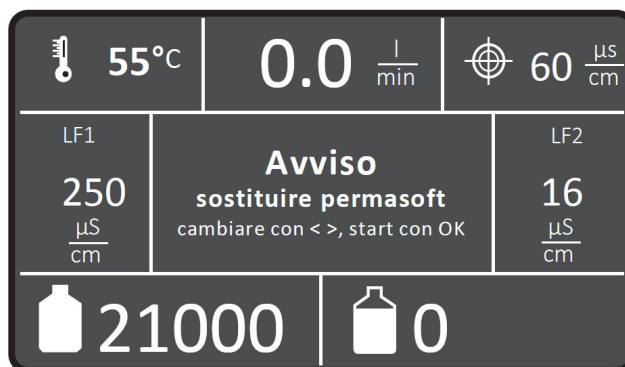 55°C
0.0 l/min
60 µs/cm
LF1
250
µS
cm
Avviso
sostituire permasoft
cambiare con < >, start con OK
LF2
16
µS
cm
21000
0